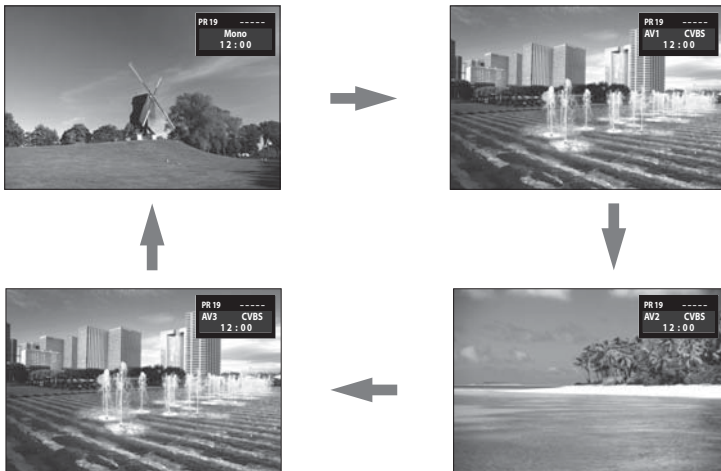 PR 19 -----
Mono
12 : 00
PR 19 -----
AV1 CVBS
12 : 00
PR 19 -----
AV3 CVBS
12 : 00
PR 19 -----
AV2 CVBS
12 : 00